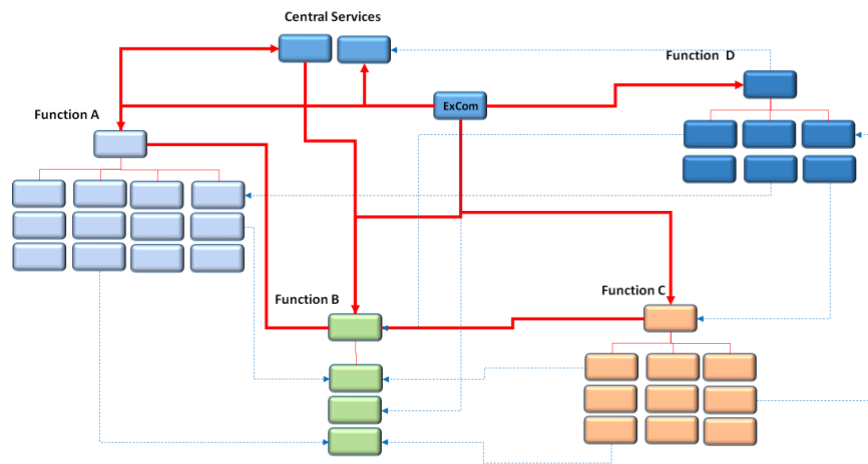 Central Services
Function D
ExCom
Function A
Function C
Function B